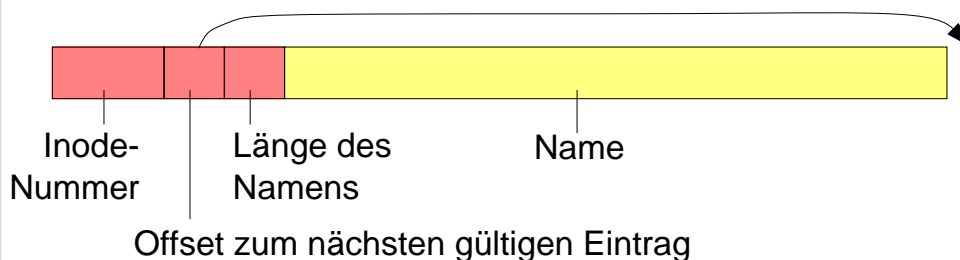 Inode-
Nummer
Länge des
Namens
Name
Offset zum nächsten gültigen Eintrag